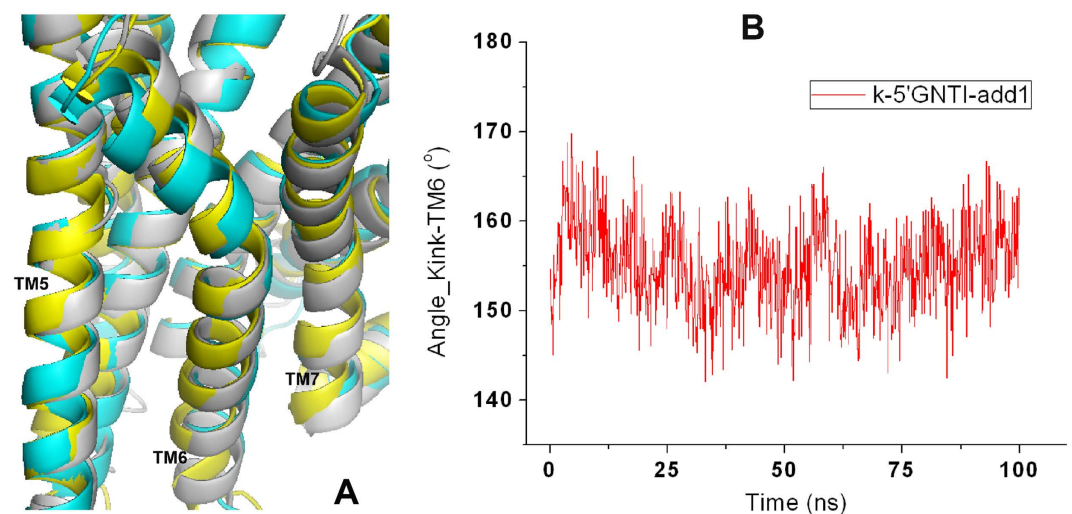 TM5
TM6
TM7
A
B
k-5'GNTI-add1
Angle_Kink-TM6 (°)
180
170
160
150
140
0
25
50
75
100
Time (ns)